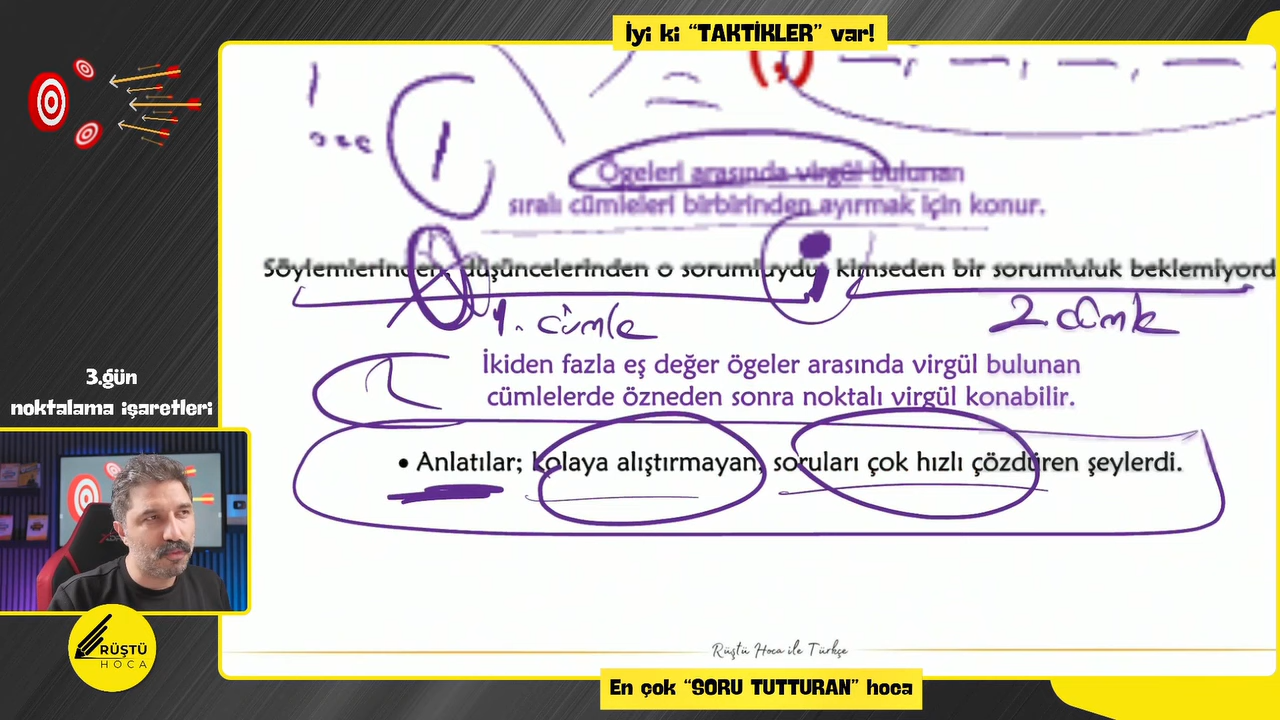 İyi ki “TAKTİKLER” var!
1
Ögeleri arasında virgül bulunan
sıralı cümleleri birbirinden ayırmak için konur.
Söylemlerinden, düşüncelerinden o sorumluydu; kimseden bir sorumluluk beklemiyord
1. cümle
2. cümle
İkiden fazla eş değer ögeler arasında virgül bulunan
cümlelerde özneden sonra noktalı virgül konabilir.
• Anlatılar; kolaya alıştırmayan, soruları çok hızlı çözdüren şeylerdi.
3.gün
noktalama işaretleri
RÜŞTÜ
HOCA
Rüştü Hoca ile Türkçe
En çok “SORU TUTTURAN” hoca